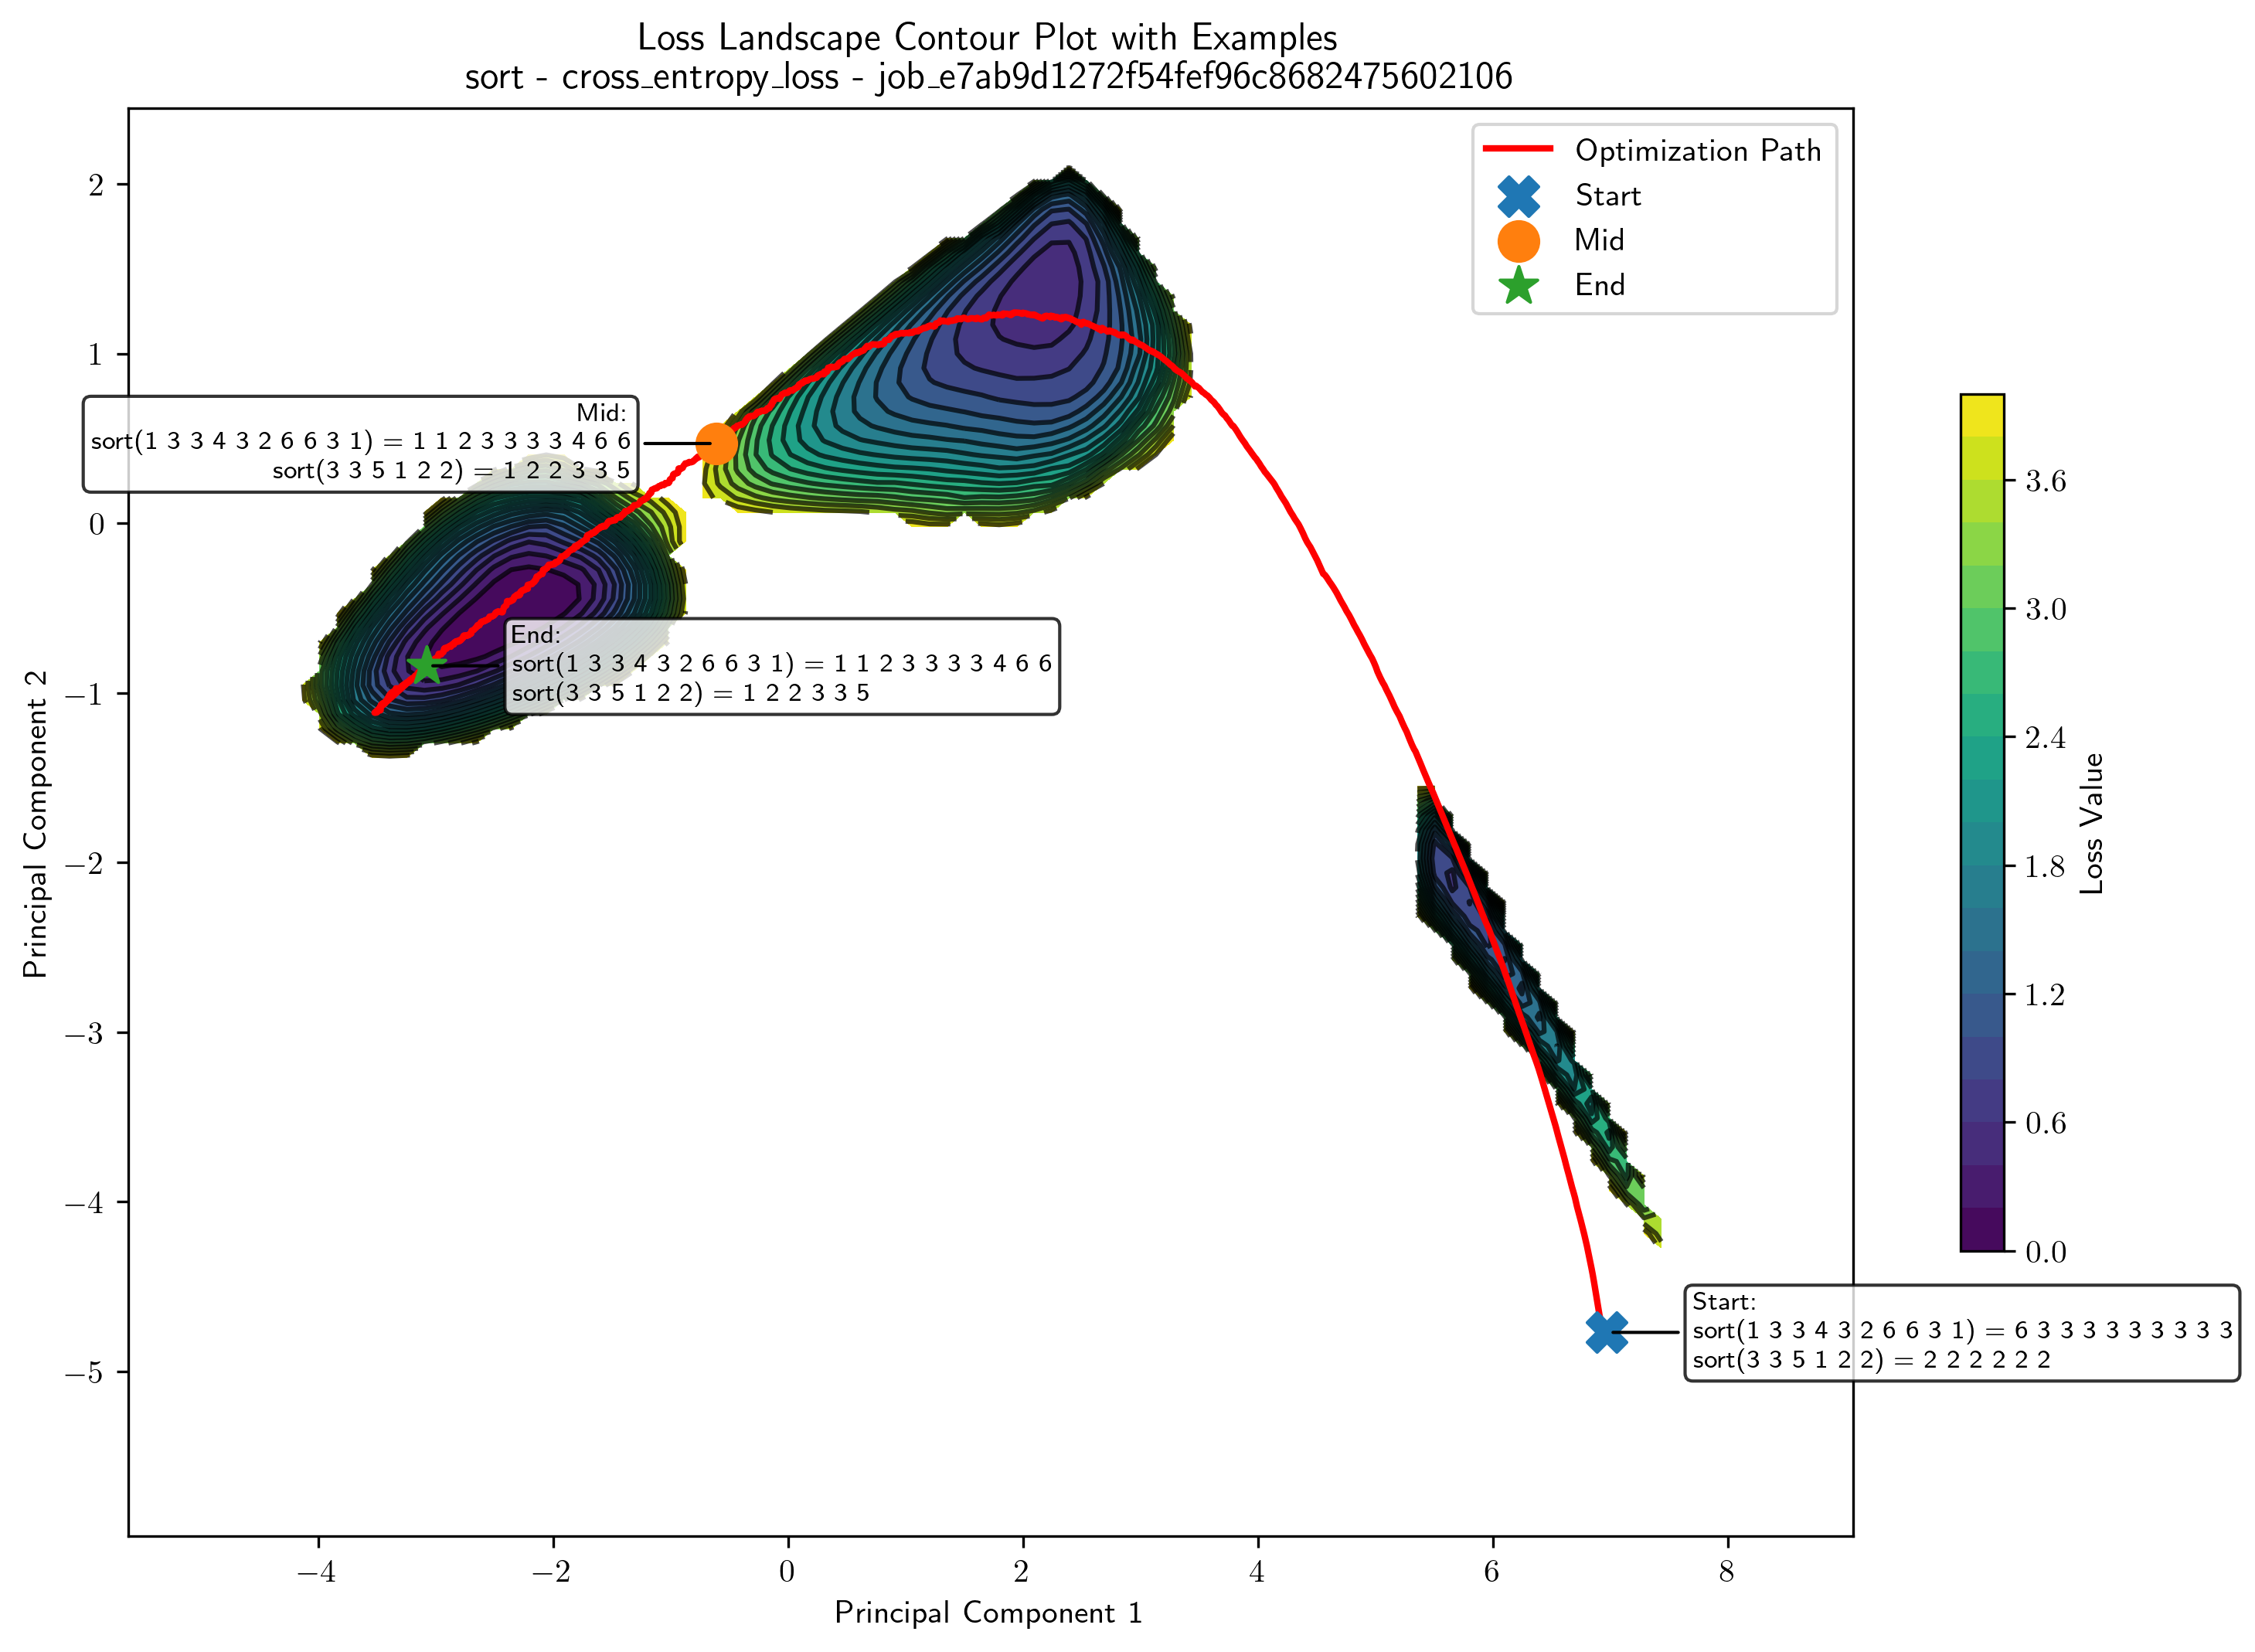 Loss Landscape Contour Plot with Examples
sort - cross_entropy_loss - job_e7ab9d1272f54fef96c8682475602106
Optimization Path
Start
Mid
End
2
1
0
−1
−2
−3
−4
−5
Principal Component 2
Mid:
sort(1 3 3 4 3 2 6 6 3 1) = 1 1 2 3 3 3 3 4 6 6
sort(3 3 5 1 2 2) = 1 2 2 3 3 5
End:
sort(1 3 3 4 3 2 6 6 3 1) = 1 1 2 3 3 3 3 4 6 6
sort(3 3 5 1 2 2) = 1 2 2 3 3 5
Start:
sort(1 3 3 4 3 2 6 6 3 1) = 6 3 3 3 3 3 3 3 3 3
sort(3 3 5 1 2 2) = 2 2 2 2 2 2
3.6
3.0
2.4
1.8
1.2
0.6
0.0
Loss Value
−4
−2
0
2
4
6
8
Principal Component 1